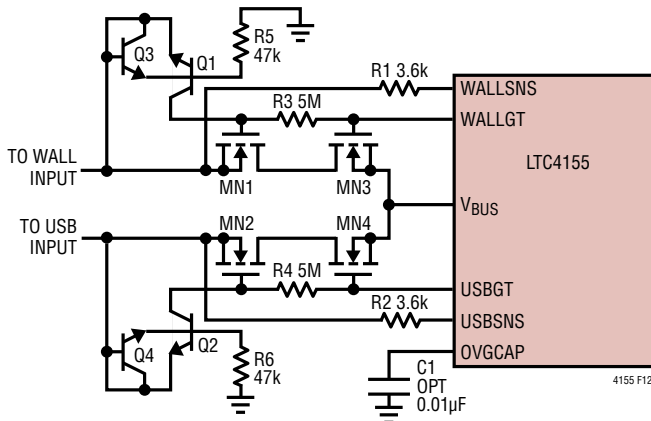 Q3
Q1
R5
47k
R1 3.6k
WALLSNS
R3 5M
WALLGT
LTC4155
TO WALL
INPUT
MN1
MN3
VBUS
TO USB
INPUT
MN2
MN4
R4 5M
USBGT
R2 3.6k
USBSNS
Q4
Q2
R6
47k
OVGCAP
C1
OPT
0.01µF
4155 F12